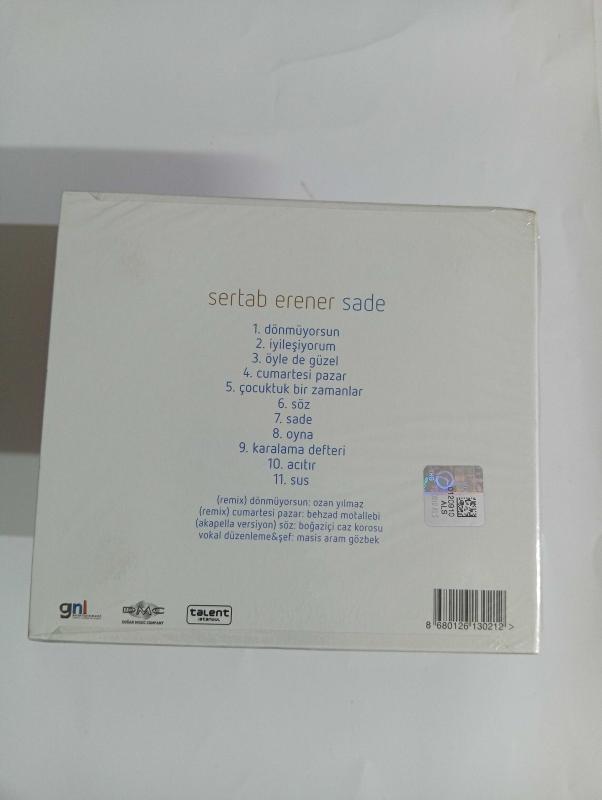 sertab erener sade
1. dönmüyorsun
2. iyileşiyorum
3. öyle de güzel
4. cumartesi pazar
5. çocuktuk bir zamanlar
6. söz
7. sade
8. oyna
9. karalama defteri
10. acıtır
11. sus
(remix) dönmüyorsun: ozan yılmaz
(remix) cumartesi pazar: behzad motallebi
(akapella versiyon) söz: boğaziçi caz korosu
vokal düzenleme&şef: masis aram gözbek
0120910
ALS
gnl
DMC
DOĞAN MUSIC COMPANY
talent
istanbul
8 680126 130212 >